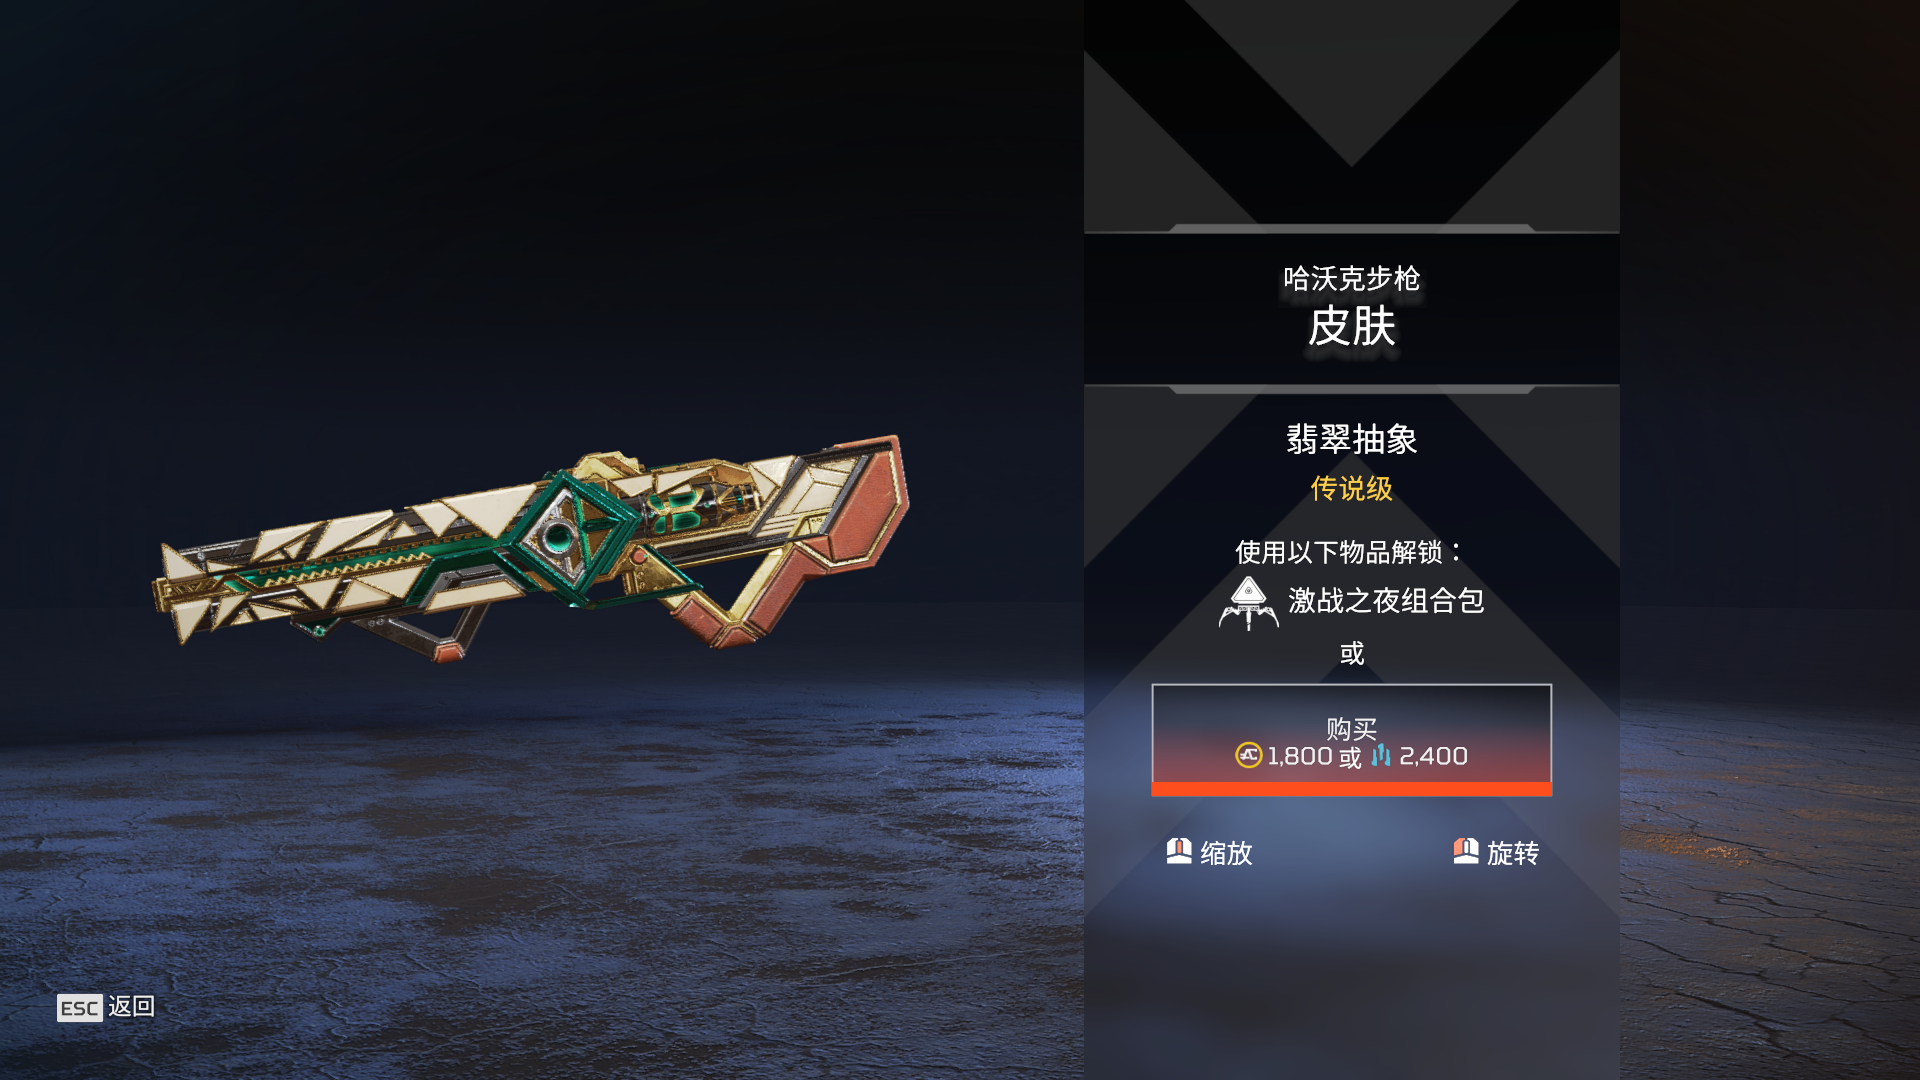 哈沃克步枪
皮肤
翡翠抽象
传说级
使用以下物品解锁：
激战之夜组合包
或
购买
1,800 或 2,400
缩放
旋转
ESC 返回